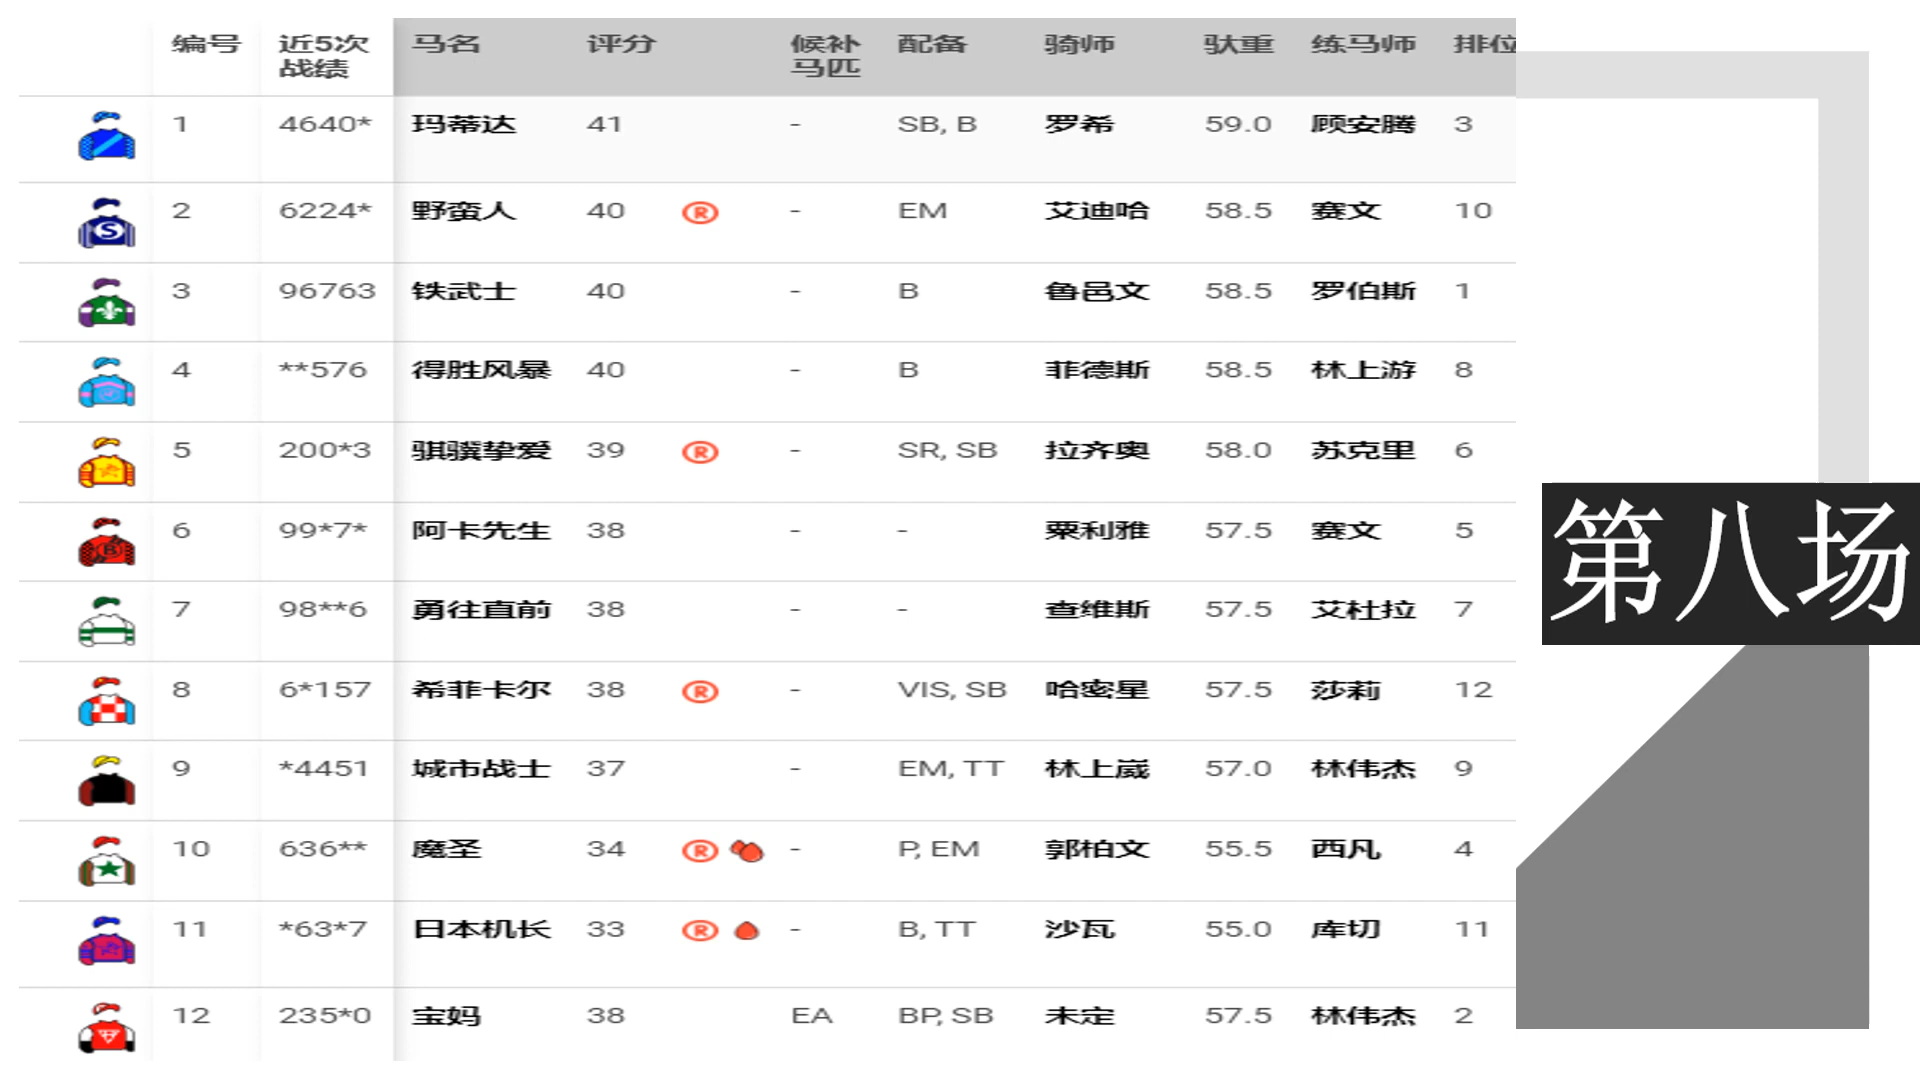 编号 近5次战绩 马名 评分 候补马匹 配备 骑师 驮重 练马师 排位
1 4640* 玛蒂达 41 - SB, B 罗希 59.0 顾安腾 3
2 6224* 野蛮人 40 R - EM 艾迪哈 58.5 赛文 10
3 96763 铁武士 40 - B 鲁邑文 58.5 罗伯斯 1
4 **576 得胜风暴 40 - B 菲德斯 58.5 林上游 8
5 200*3 骐骥挚爱 39 R - SR, SB 拉齐奥 58.0 苏克里 6
6 99*7* 阿卡先生 38 - - 粟利雅 57.5 赛文 5
7 98**6 勇往直前 38 - - 查维斯 57.5 艾杜拉 7
8 6*157 希菲卡尔 38 R - VIS, SB 哈密星 57.5 莎莉 12
9 *4451 城市战士 37 - EM, TT 林上崴 57.0 林伟杰 9
10 636** 魔圣 34 R - P, EM 郭柏文 55.5 西凡 4
11 *63*7 日本机长 33 R - B, TT 沙瓦 55.0 库切 11
12 235*0 宝妈 38 EA BP, SB 未定 57.5 林伟杰 2
第八场